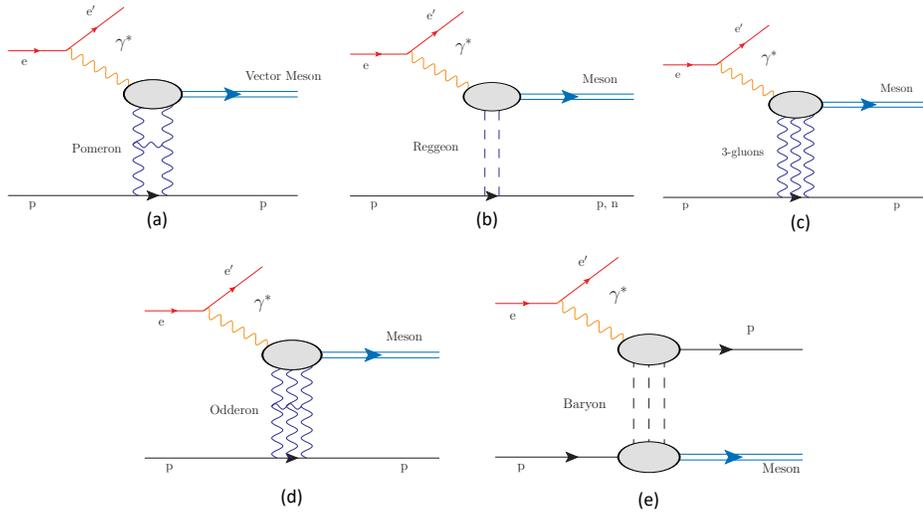 e′
γ*
e
Vector Meson
Pomeron
p
p
(a)
e′
γ*
e
Meson
Reggeon
p
p, n
(b)
e′
γ*
e
Meson
3-gluons
p
p
(c)
e′
γ*
e
Meson
Odderon
p
p
(d)
e′
γ*
e
p
Baryon
p
Meson
(e)